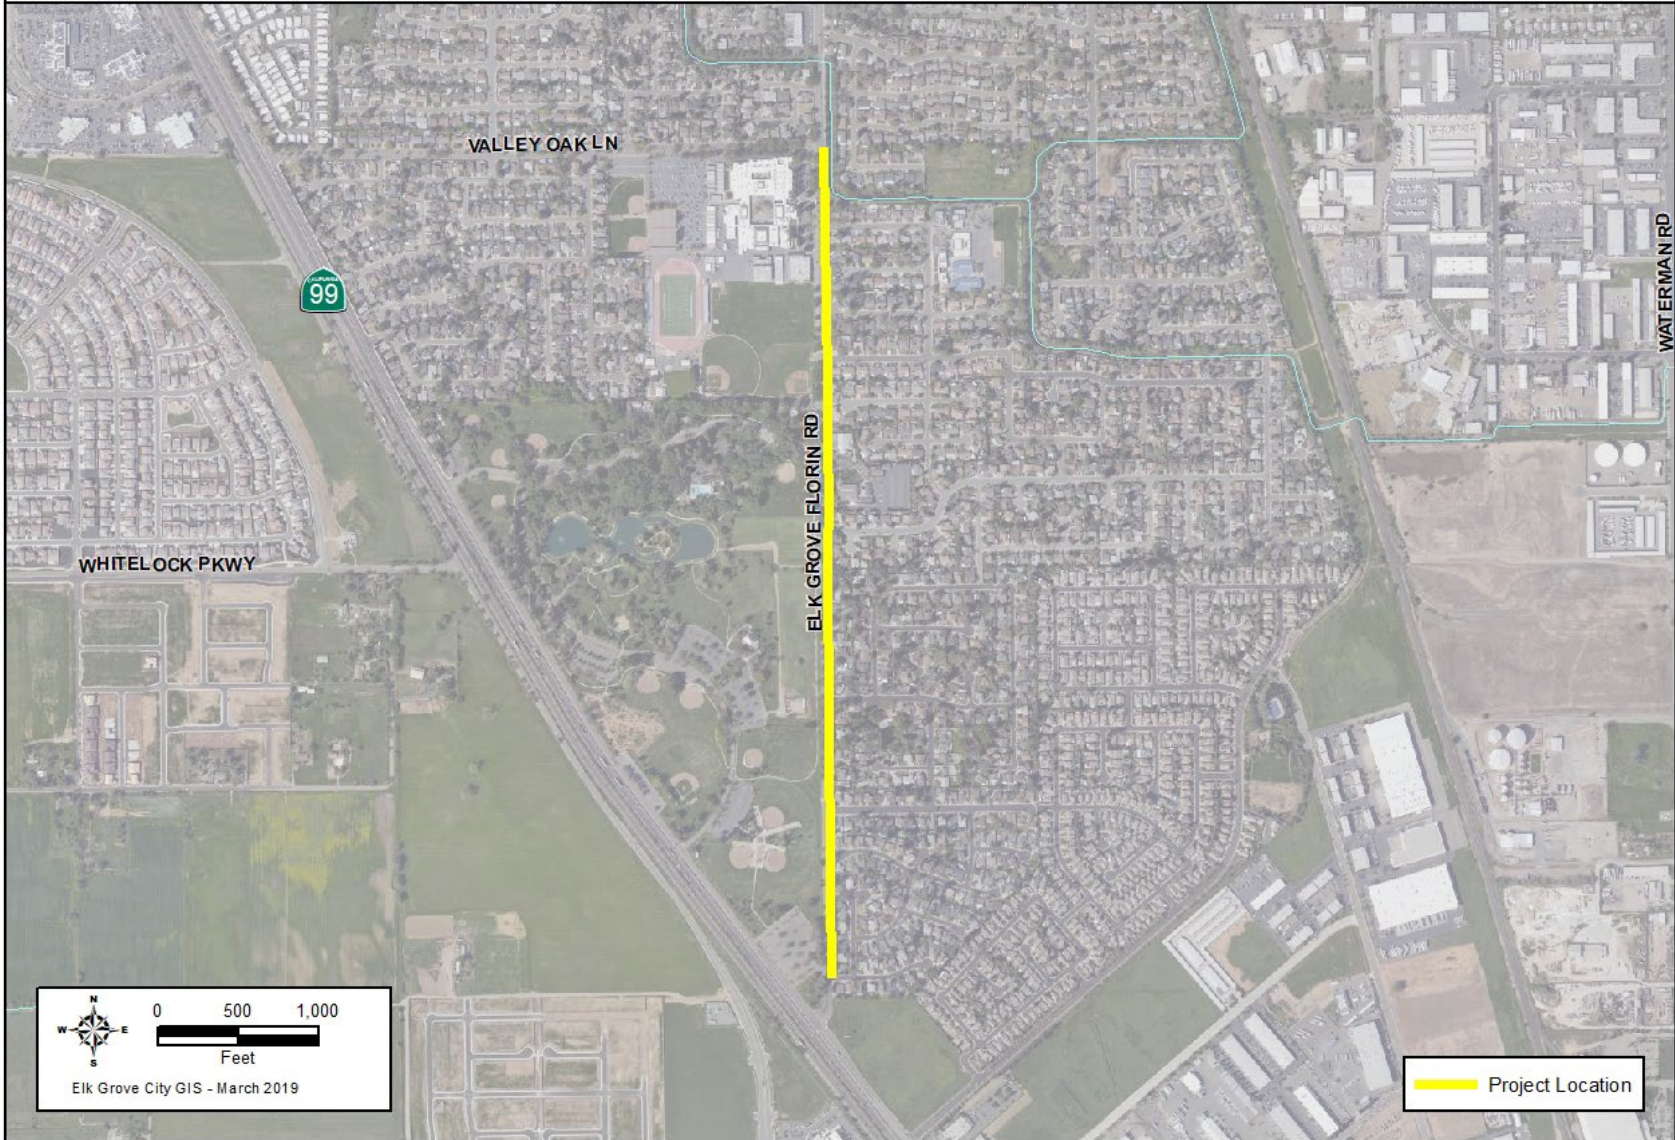 VALLEY OAK LN
CALIFORNIA
99
WATERMAN RD
ELK GROVE FLORIN RD
WHITELOCK PKWY
N
W E
S
0 500 1,000
Feet
Elk Grove City GIS - March 2019
Project Location